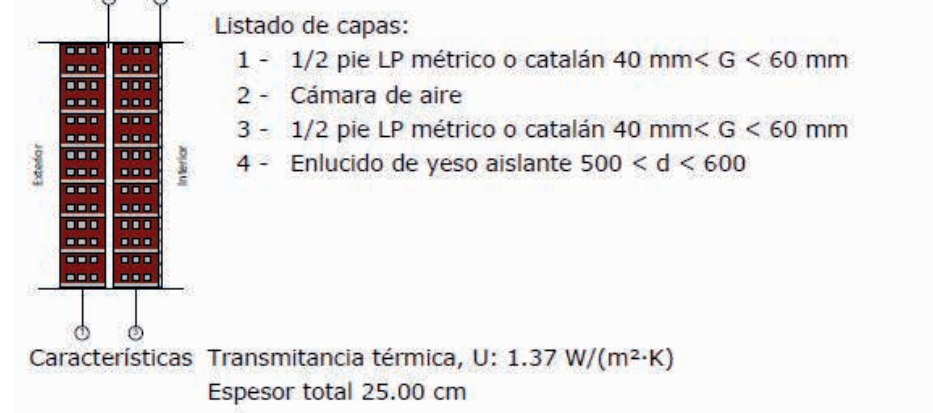 Listado de capas:
1 - 1/2 pie LP métrico o catalán 40 mm< G < 60 mm
2 - Cámara de aire
3 - 1/2 pie LP métrico o catalán 40 mm< G < 60 mm
4 - Enlucido de yeso aislante 500 < d < 600
Exterior
Interior
1
3
Características Transmitancia térmica, U: 1.37 W/(m²·K)
Espesor total 25.00 cm